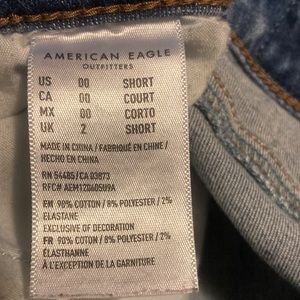 AMERICAN EAGLE
OUTFITTERS
US 00 SHORT
CA 00 COURT
MX 00 CORTO
UK 2 SHORT
MADE IN CHINA / FABRIQUÉ EN CHINE /
HECHO EN CHINA
RN 54485/CA 03873
RFC# AEM120605U9A
EN 90% COTTON / 8% POLYESTER / 2%
ELASTANE
EXCLUSIVE OF DECORATION
FR 90% COTON / 8% POLYESTER / 2%
ÉLASTHANNE
À L'EXCEPTION DE LA GARNITURE